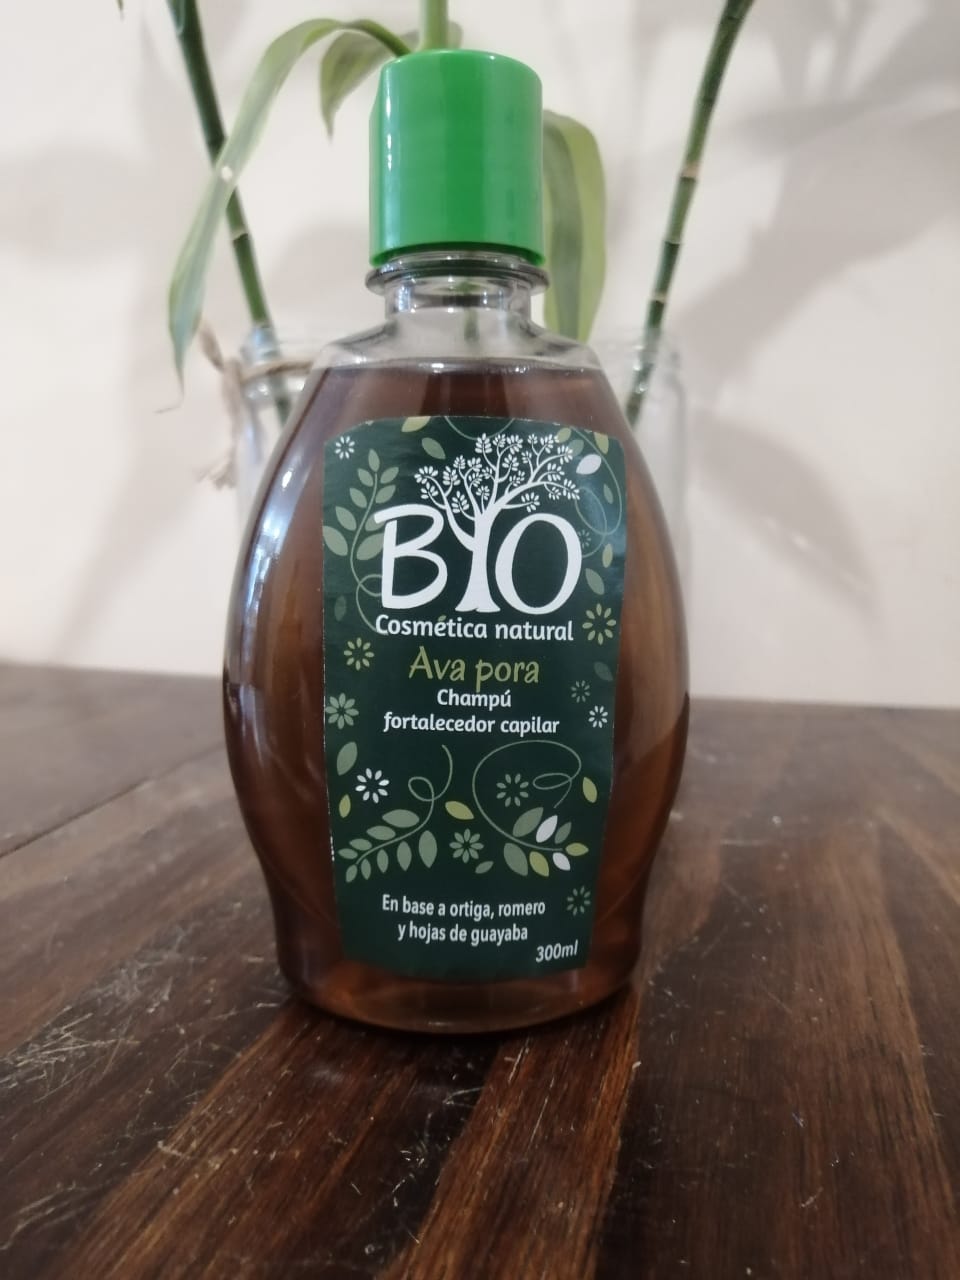 BIO
Cosmética natural
Ava pora
Champú
fortalecedor capilar
En base a ortiga, romero
y hojas de guayaba
300ml